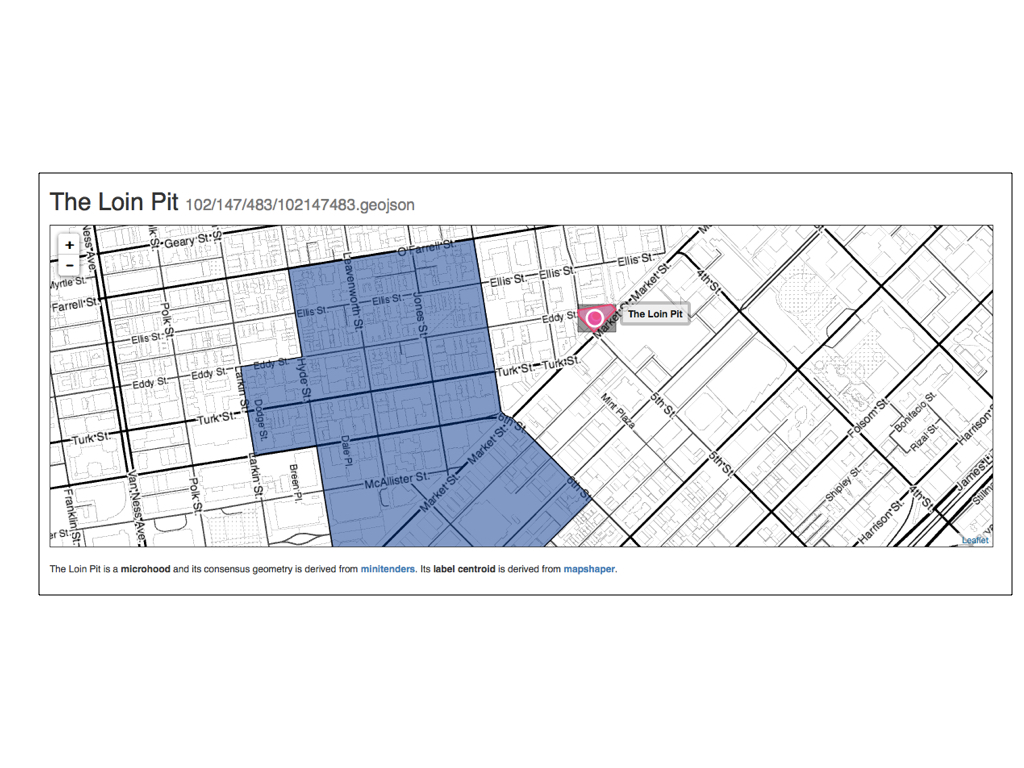 The Loin Pit 102/147/483/102147483.geojson
+
-
Geary St.
O'Farrell St.
Ellis St.
Ellis St.
Ellis St.
Market St.
4th St.
Myrtle St.
Farrell St.
Polk St.
Leavenworth St.
Ellis St.
Ellis St.
Jones St.
Eddy St.
Market St.
The Loin Pit
Ellis St.
Eddy St.
Eddy St.
Eddy St.
Hyde St.
Larkin St.
Turk St.
Turk St.
Turk St.
Turk St.
Dodge St.
Mint Plaza
5th St.
Folsom St.
Bonifacio St.
Rizal St.
Harrison
6th St.
Market St.
Dale Pl.
Larkin St.
Breen Pl.
McAllister St.
Market St.
6th St.
5th St.
Shipley St.
4th St.
Harrison St.
James L
Franklin St.
Van Ness Ave.
Polk St.
Leaflet
The Loin Pit is a microhood and its consensus geometry is derived from minitenders. Its label centroid is derived from mapshaper.